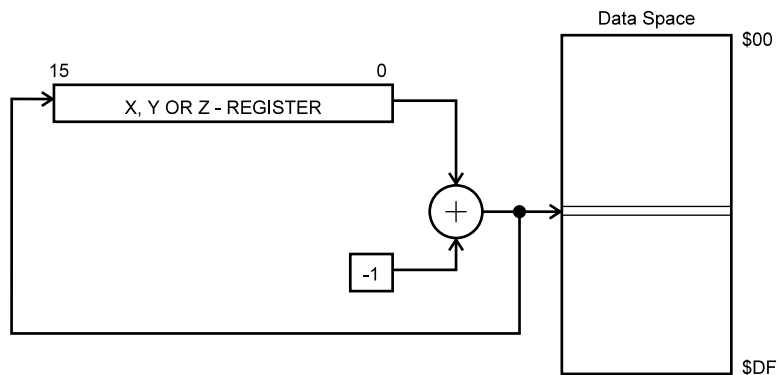 Data Space
$00
15
0
X, Y OR Z - REGISTER
+
-1
$DF